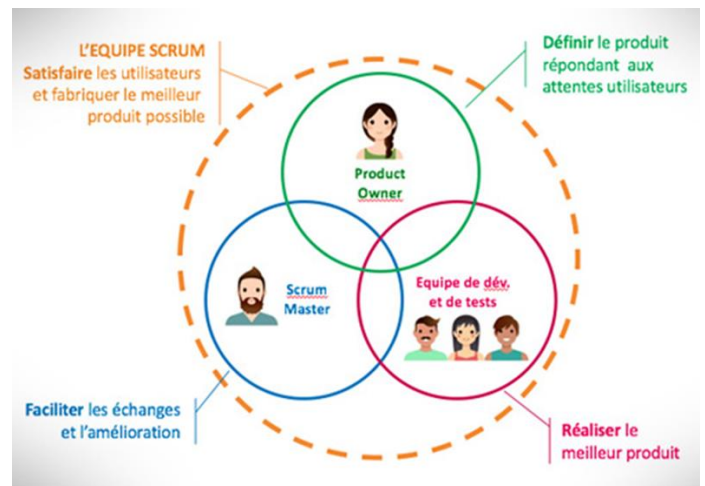 L'EQUIPE SCRUM
Satisfaire les utilisateurs
et fabriquer le meilleur
produit possible
Définir le produit
répondant aux
attentes utilisateurs
Product
Owner
Scrum
Master
Equipe de dév.
et de tests
Faciliter les échanges
et l'amélioration
Réaliser le
meilleur produit